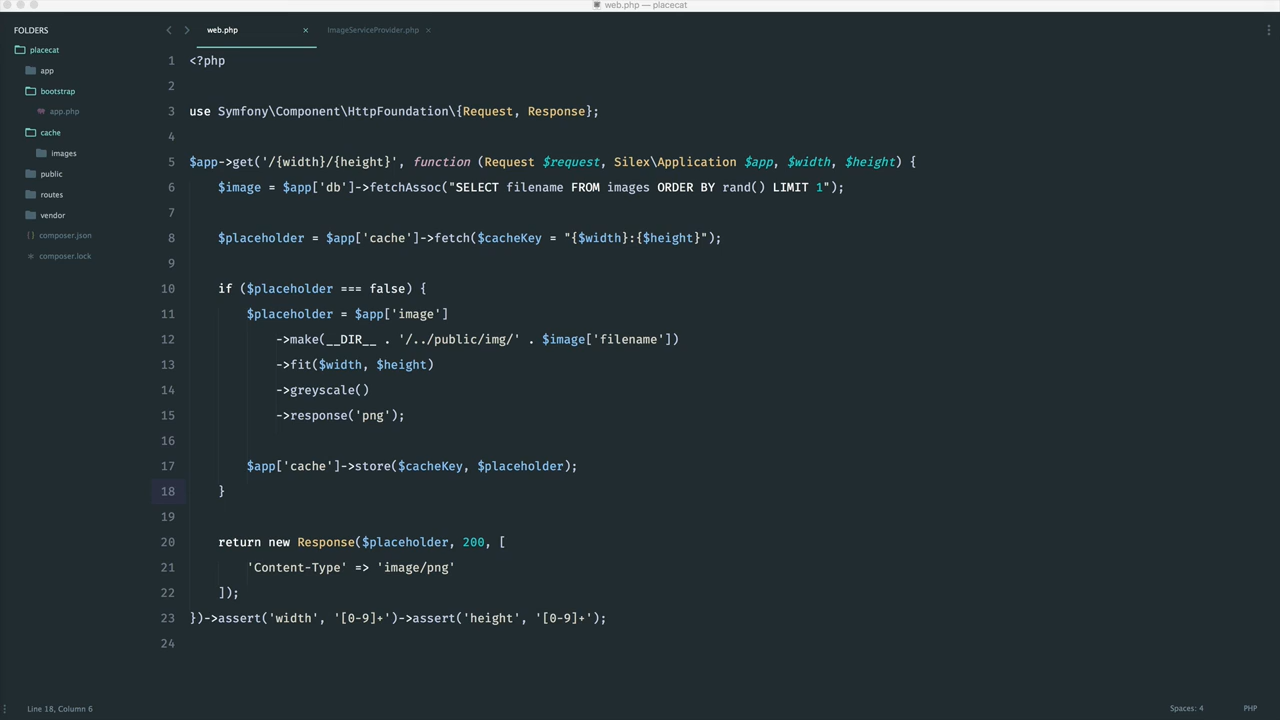 web.php — placecat
FOLDERS
placecat
app
bootstrap
app.php
cache
images
public
routes
vendor
composer.json
composer.lock
web.php
ImageServiceProvider.php
1 <?php
2
3 use Symfony\Component\HttpFoundation\{Request, Response};
4
5 $app->get('/{width}/{height}', function (Request $request, Silex\Application $app, $width, $height) {
6 $image = $app['db']->fetchAssoc("SELECT filename FROM images ORDER BY rand() LIMIT 1");
7
8 $placeholder = $app['cache']->fetch($cacheKey = "{$width}:{$height}");
9
10 if ($placeholder === false) {
11 $placeholder = $app['image']
12 ->make(__DIR__ . '/../public/img/' . $image['filename'])
13 ->fit($width, $height)
14 ->greyscale()
15 ->response('png');
16
17 $app['cache']->store($cacheKey, $placeholder);
18 }
19
20 return new Response($placeholder, 200, [
21 'Content-Type' => 'image/png'
22 ]);
23 })->assert('width', '[0-9]+')->assert('height', '[0-9]+');
24
Line 18, Column 6
Spaces: 4
PHP